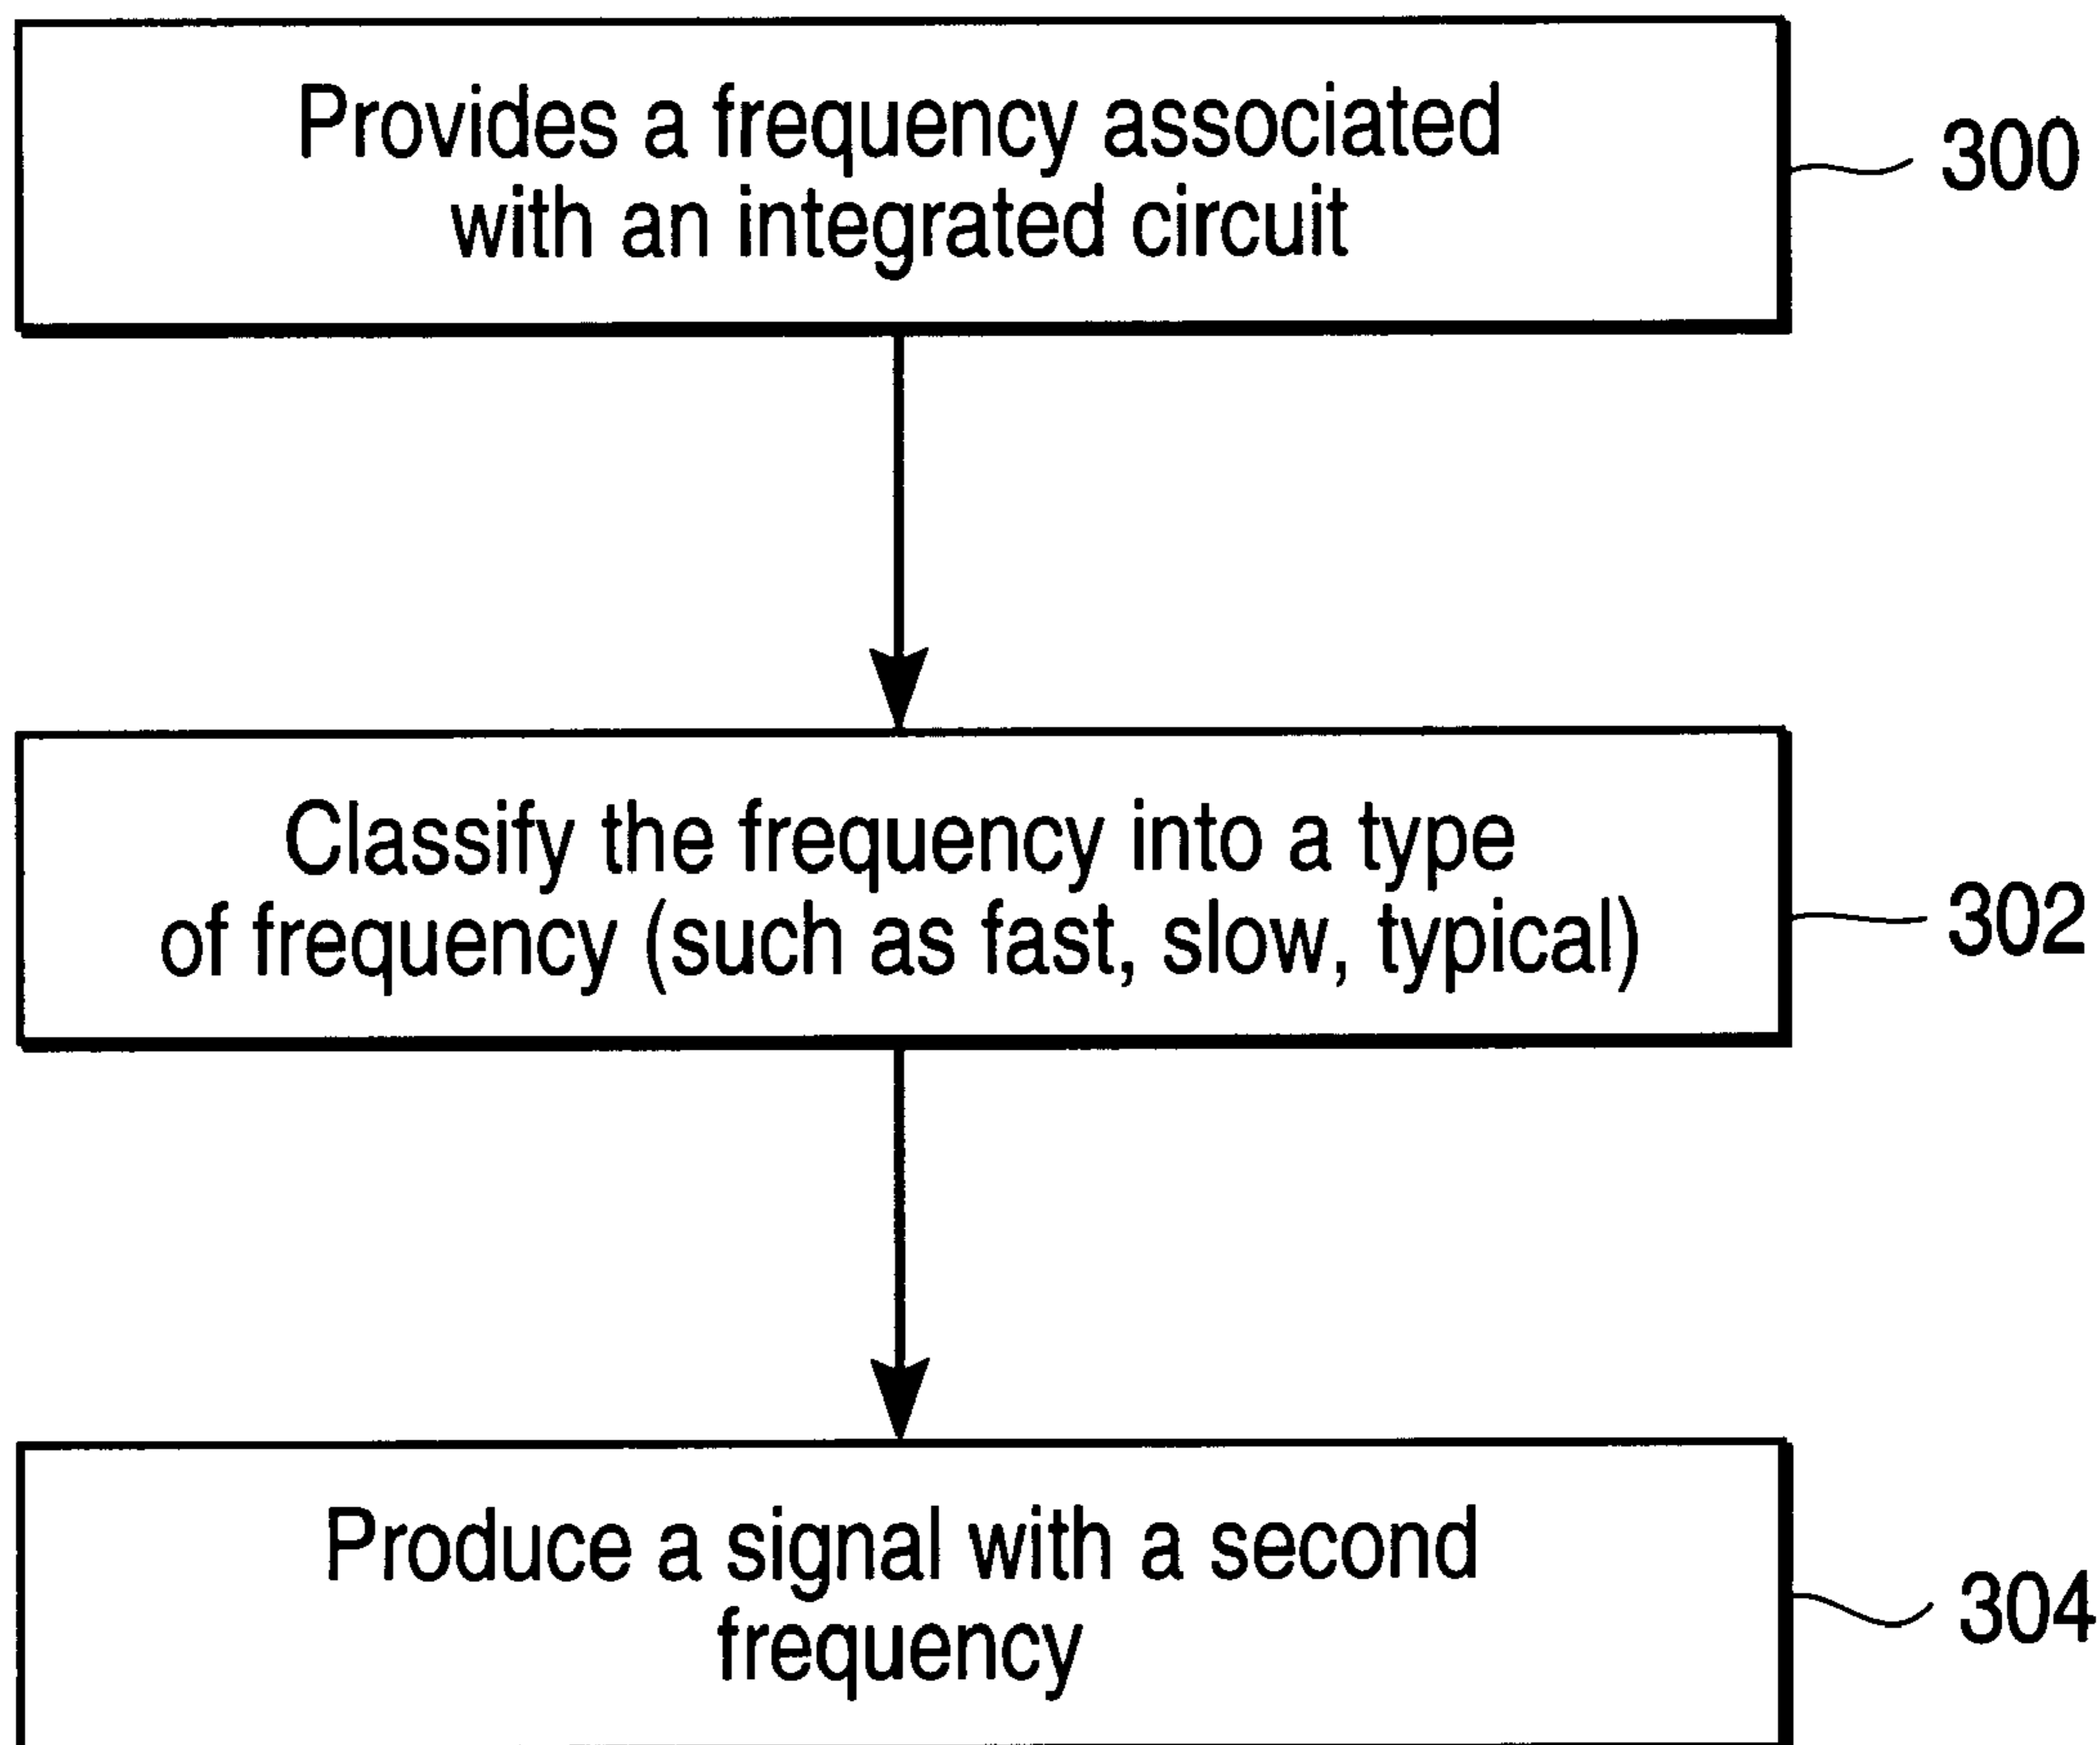 Provides a frequency associated
with an integrated circuit
300
Classify the frequency into a type
of frequency (such as fast, slow, typical)
302
Produce a signal with a second
frequency
304